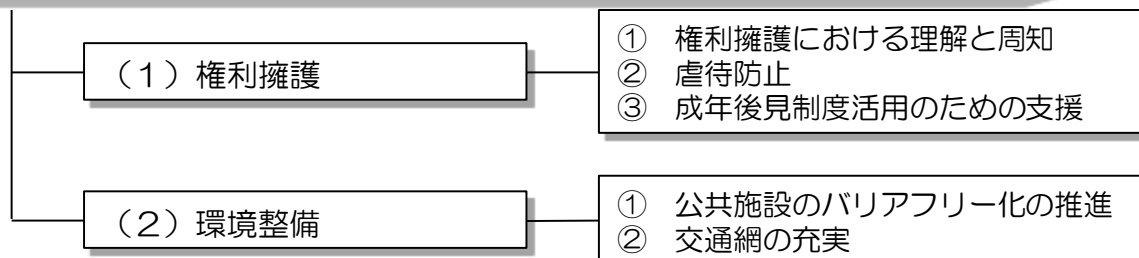 （１）権利擁護
① 権利擁護における理解と周知
② 虐待防止
③ 成年後見制度活用のための支援
（２）環境整備
① 公共施設のバリアフリー化の推進
② 交通網の充実